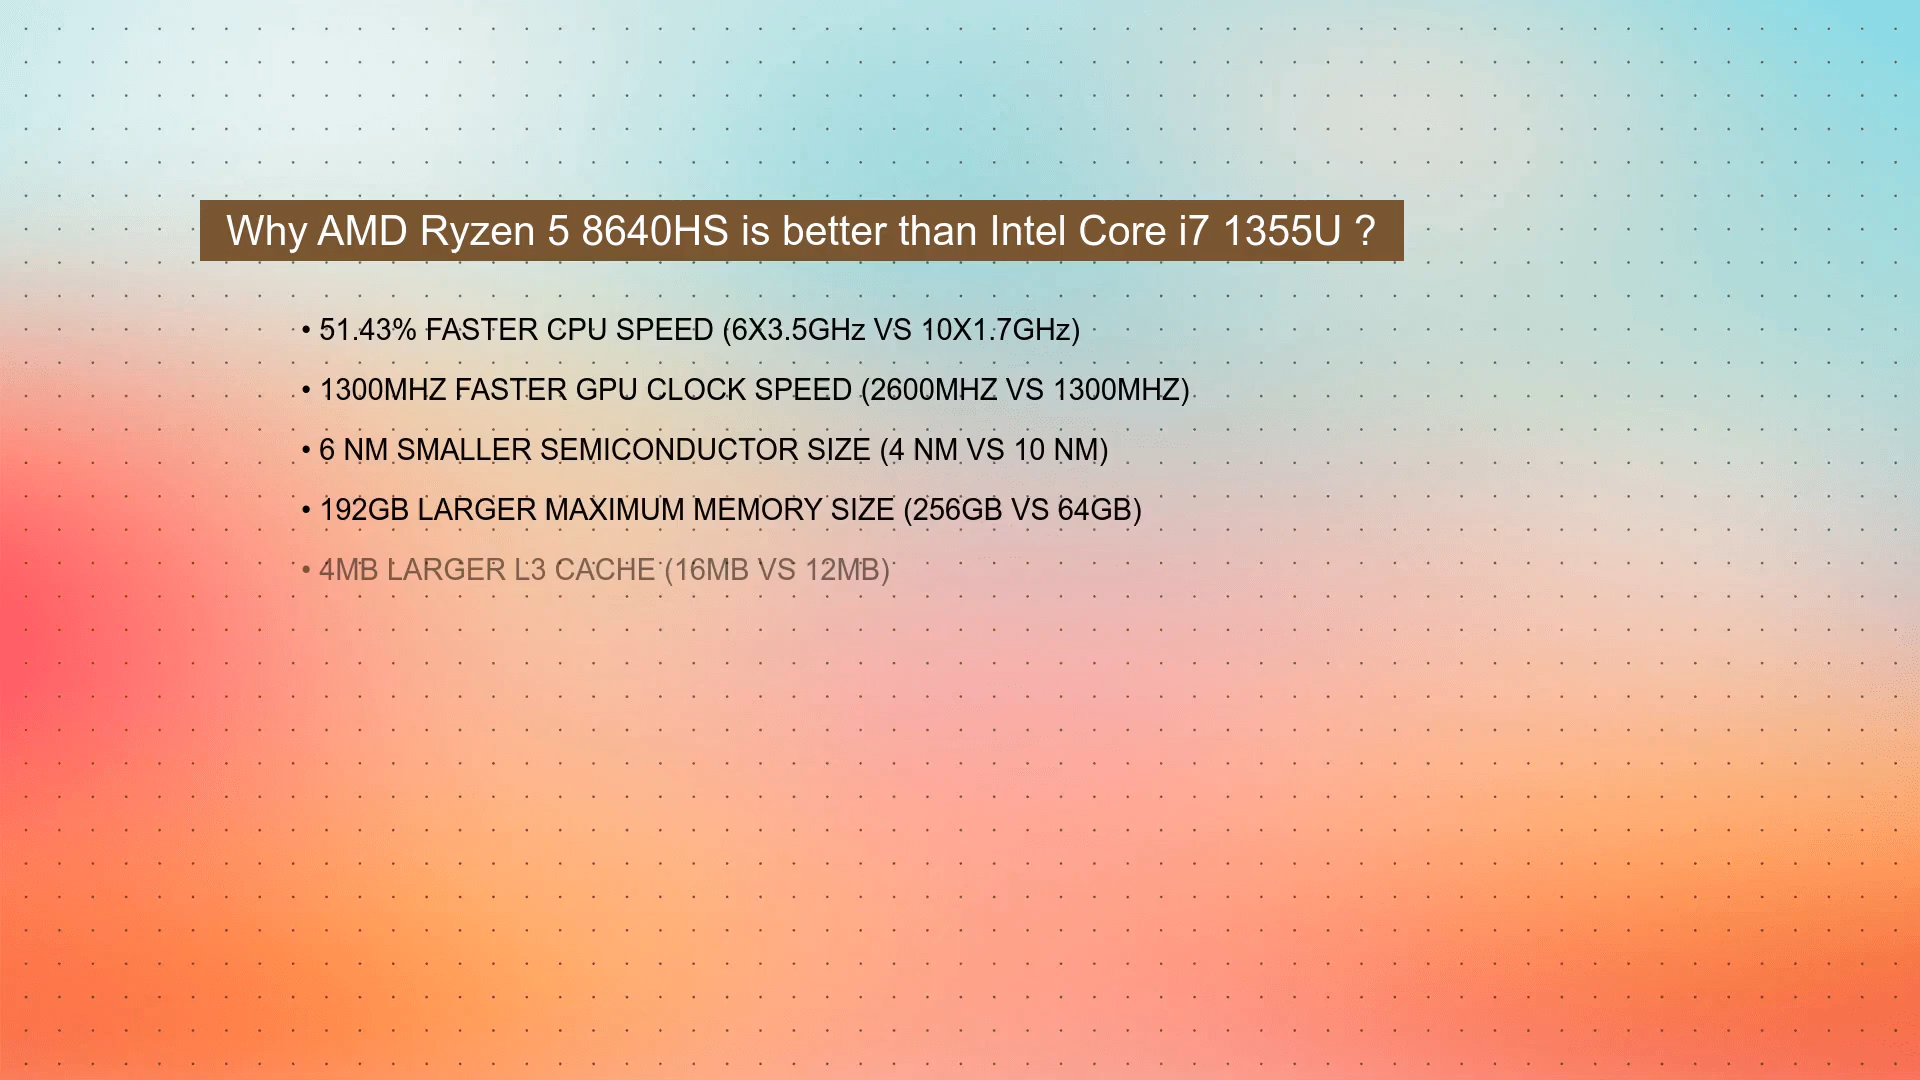 Why AMD Ryzen 5 8640HS is better than Intel Core i7 1355U ?
• 51.43% FASTER CPU SPEED (6X3.5GHz VS 10X1.7GHz)
• 1300MHZ FASTER GPU CLOCK SPEED (2600MHZ VS 1300MHZ)
• 6 NM SMALLER SEMICONDUCTOR SIZE (4 NM VS 10 NM)
• 192GB LARGER MAXIMUM MEMORY SIZE (256GB VS 64GB)
• 4MB LARGER L3 CACHE (16MB VS 12MB)